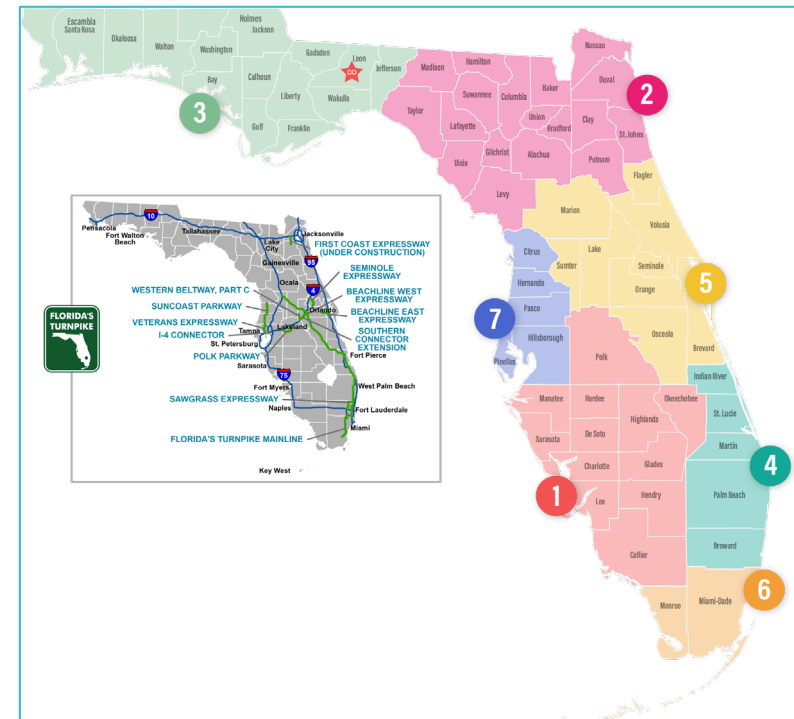 Escambia
Santa Rosa
Okaloosa
Walton
Holmes
Jackson
Washington
Bay
Calhoun
Gulf
Liberty
Franklin
Gadsden
Leon
CO
Wakulla
Jefferson
3
Madison
Hamilton
Taylor
Suwannee
Lafayette
Columbia
Baker
Nassau
Duval
Union
Bradford
Clay
St. Johns
Gilchrist
Alachua
Putnam
Dixie
Levy
2
Flagler
Marion
Volusia
Sumter
Lake
Seminole
Orange
Osceola
Brevard
5
Citrus
Hernando
Pasco
Hillsborough
Pinellas
7
Polk
Manatee
Hardee
Highlands
Okeechobee
Sarasota
De Soto
Charlotte
Glades
Lee
Hendry
Collier
1
Indian River
St. Lucie
Martin
Palm Beach
Broward
4
Monroe
Miami-Dade
6
FLORIDA'S
TURNPIKE
10
Pensacola
Fort Walton
Beach
Tallahassee
Lake
City
Jacksonville
FIRST COAST EXPRESSWAY
(UNDER CONSTRUCTION)
95
Gainesville
Ocala
SEMINOLE
EXPRESSWAY
4
WESTERN BELTWAY, PART C
BEACHLINE WEST
EXPRESSWAY
SUNCOAST PARKWAY
Orlando
BEACHLINE EAST
EXPRESSWAY
VETERANS EXPRESSWAY
Tampa
Lakeland
I-4 CONNECTOR
SOUTHERN
CONNECTOR
EXTENSION
St. Petersburg
POLK PARKWAY
Fort Pierce
Sarasota
75
Fort Myers
West Palm Beach
SAWGRASS EXPRESSWAY
Naples
Fort Lauderdale
Miami
FLORIDA'S TURNPIKE MAINLINE
Key West